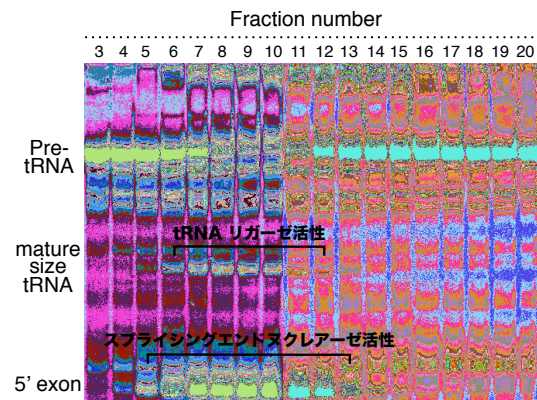 Fraction number
3 4 5 6 7 8 9 10 11 12 13 14 15 16 17 18 19 20
Pre-
tRNA
tRNA リガーゼ活性
mature
size
tRNA
スプライシングエンドヌクレアーゼ活性
5’ exon